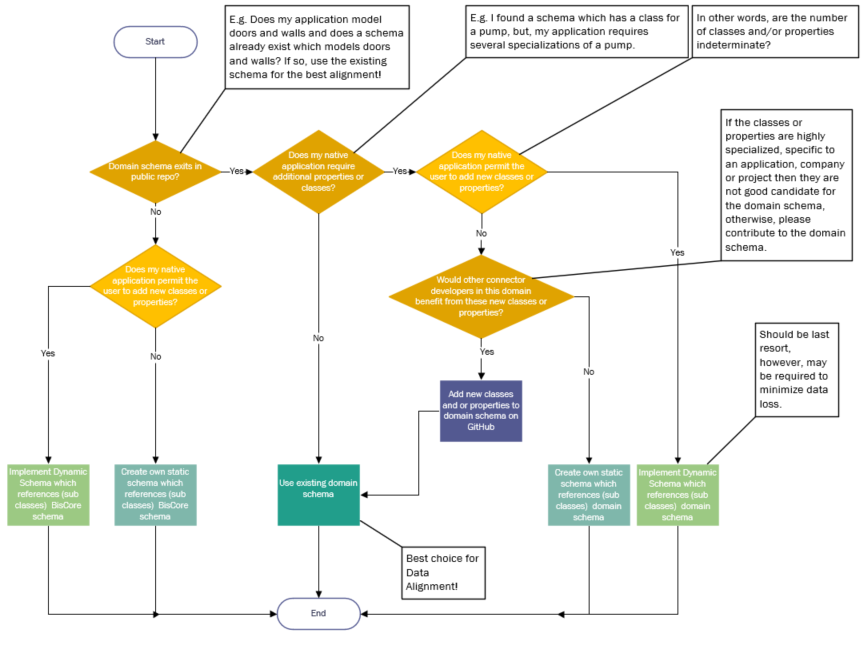 Start
E.g. Does my application model
doors and walls and does a schema
already exist which models doors
and walls? If so, use the existing
schema for the best alignment!
E.g. I found a schema which has a class for
a pump, but, my application requires
several specializations of a pump.
In other words, are the number
of classes and/or properties
indeterminate?
If the classes or
properties are highly
specialized, specific to
an application, company
or project then they are
not good candidate for
the domain schema,
otherwise, please
contribute to the domain
schema.
Domain schema exits in
public repo?
Yes
Does my native
application require
additional properties or
classes?
Yes
Does my native
application permit the
user to add new classes or
properties?
No
No
Yes
Does my native
application permit the
user to add new classes or
properties?
Would other connector
developers in this domain
benefit from these new classes or
properties?
Yes
No
No
Yes
No
Should be last
resort,
however, may
be required to
minimize data
loss.
Add new classes
and or properties to
domain schema on
GitHub
Implement Dynamic
Schema which
references (sub
classes) BisCore
schema
Create own static
schema which
references (sub
classes) BisCore
schema
Use existing domain
schema
Create own static
schema which
references (sub
classes) domain
schema
Implement Dynamic
Schema which
references (sub
classes) domain
schema
Best choice for
Data
Alignment!
End